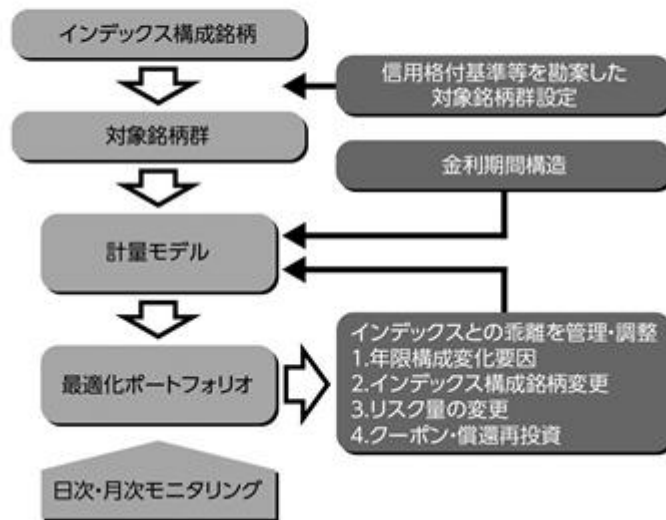 インデックス構成銘柄
信用格付基準等を勘案した
対象銘柄群設定
対象銘柄群
金利期間構造
計量モデル
インデックスとの乖離を管理・調整
1.年限構成変化要因
2.インデックス構成銘柄変更
3.リスク量の変更
4.クーポン・償還再投資
最適化ポートフォリオ
日次・月次モニタリング